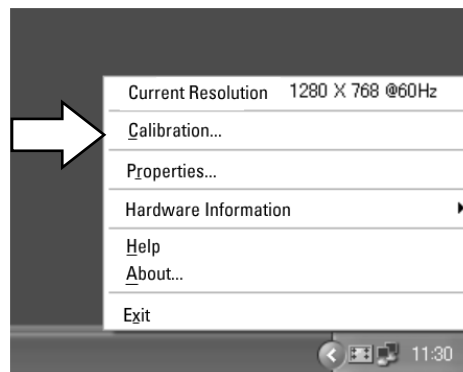 Current Resolution 1280 X 768 @60Hz
Calibration...
Properties...
Hardware Information
Help
About...
Exit
11:30